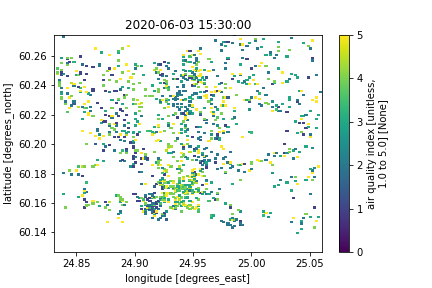 2020-06-03 15:30:00
60.26
60.24
60.22
60.20
60.18
60.16
60.14
latitude [degrees_north]
24.85 24.90 24.95 25.00 25.05
longitude [degrees_east]
5
4
3
2
1
0
air quality index [unitless,
1.0 to 5.0] [None]